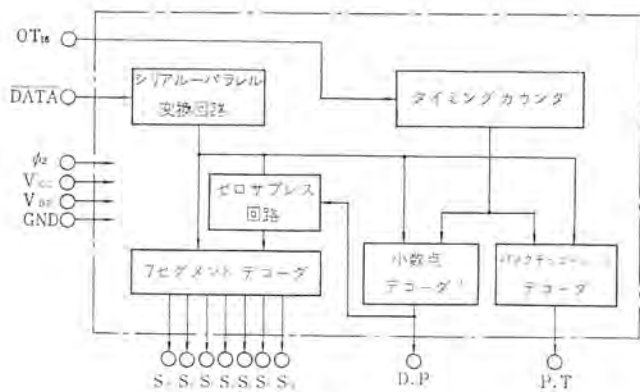 OT₁₆
DATA
φ₂
GND
シリアルーパラレル
変換回路
タイミングカウンタ
ゼロサプレス
回路
7セグメント デコーダ
小数点
デコーダ
デコーダ
D.P
P.T